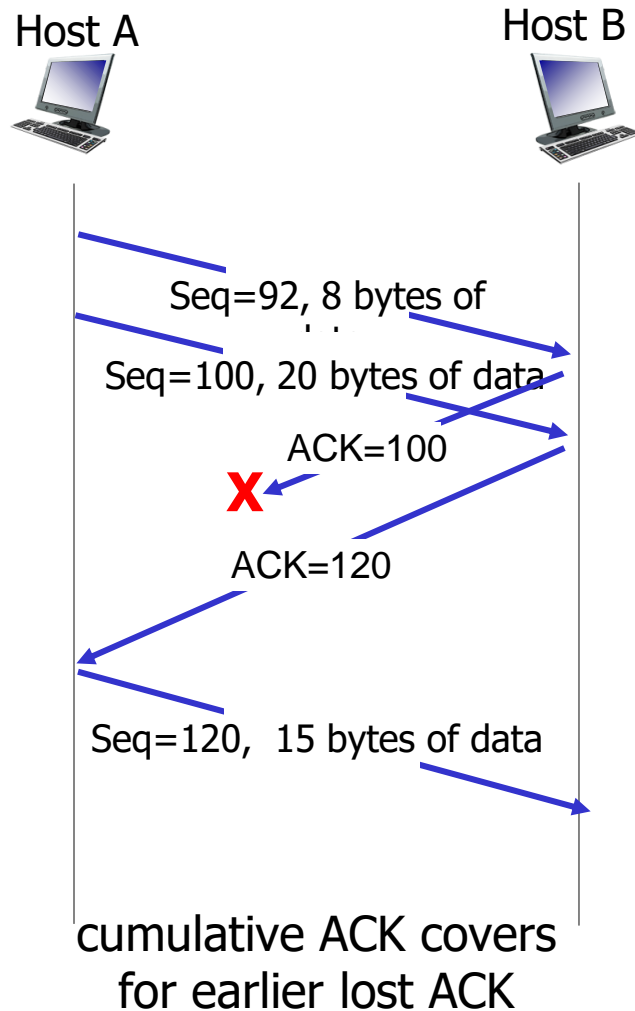 Host A
Host B
Seq=92, 8 bytes of
Seq=100, 20 bytes of data
ACK=100
X
ACK=120
Seq=120, 15 bytes of data
cumulative ACK covers
for earlier lost ACK